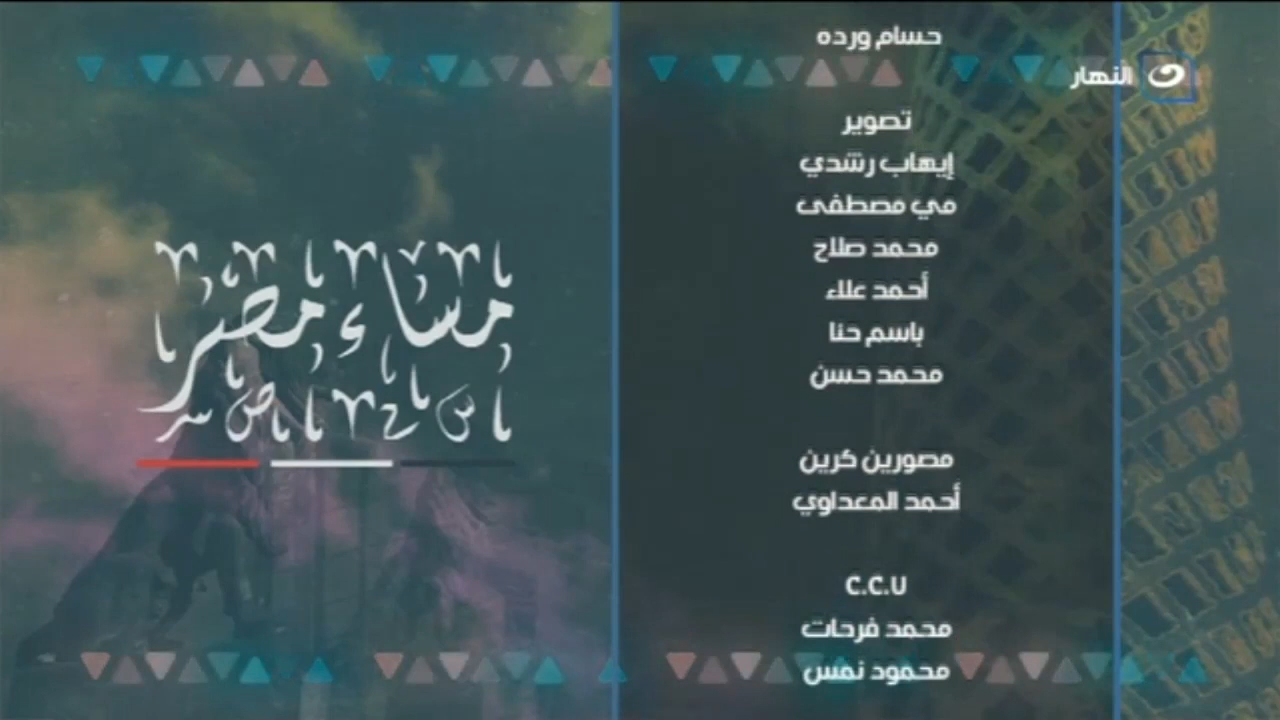 حسام ورده
النهار
تصوير
إيهاب رشدي
مي مصطفى
محمد صلاح
أحمد علاء
باسم حنا
محمد حسن
مصورين كرين
أحمد المعداوي
C.C.U
محمد فرحات
محمود نمس
مساء مصر